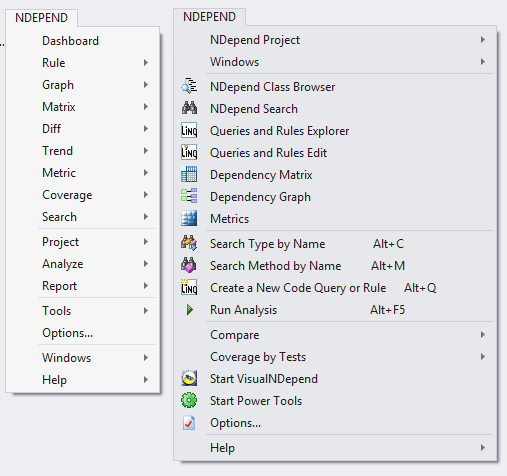 NDEPEND
Dashboard
Rule
Graph
Matrix
Diff
Trend
Metric
Coverage
Search
Project
Analyze
Report
Tools
Options...
Windows
Help
NDEPEND
NDepend Project
Windows
NDepend Class Browser
NDepend Search
Linq Queries and Rules Explorer
Linq Queries and Rules Edit
Dependency Matrix
Dependency Graph
Metrics
Search Type by Name Alt+C
Search Method by Name Alt+M
Linq Create a New Code Query or Rule Alt+Q
Run Analysis Alt+F5
Compare
Coverage by Tests
Start VisualNDepend
Start Power Tools
Options...
Help